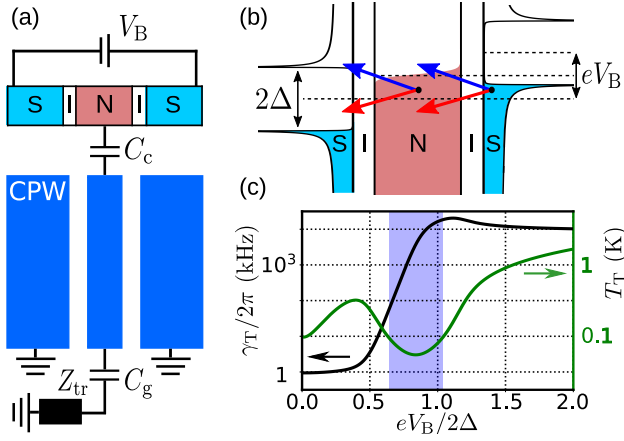 (a)
V_B
S I N I S
C_c
CPW
Z_tr C_g
(b)
2Δ
eV_B
S I N I S
(c)
γ_T/2π (kHz)
10^3
1
T_T (K)
1
0.1
0.0 0.5 1.0 1.5 2.0
eV_B/2Δ